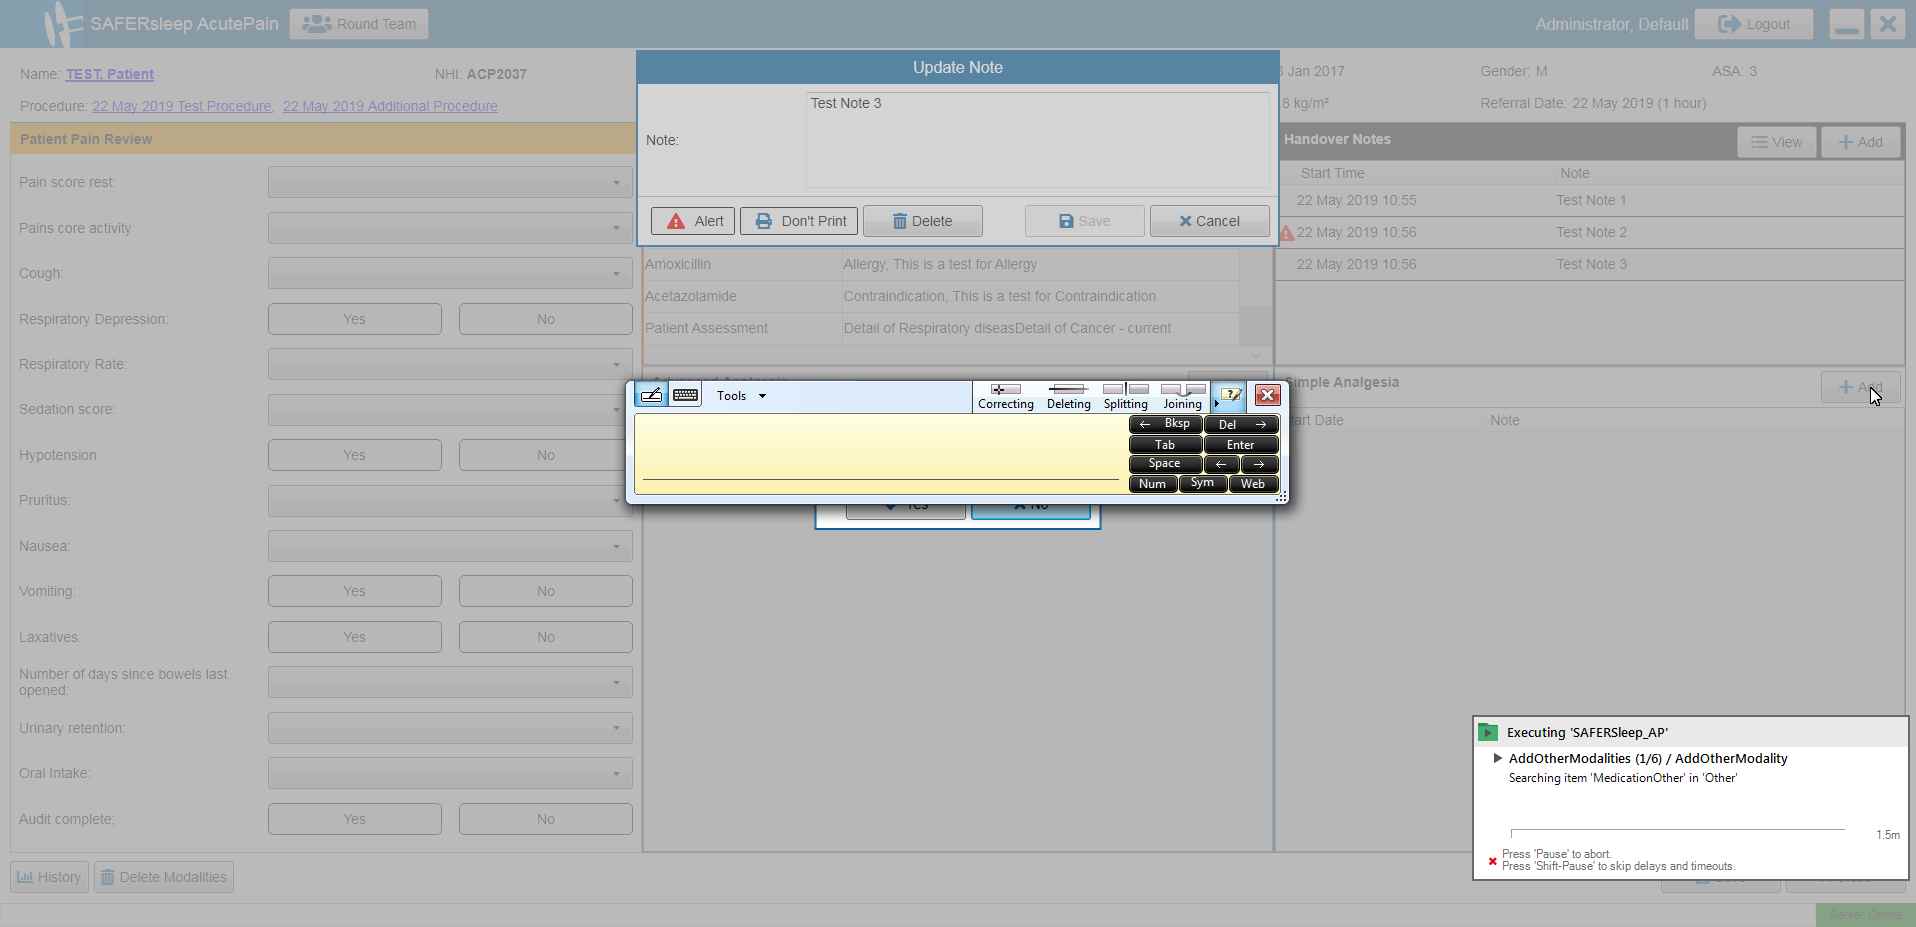 SAFERsleep AcutePain
Round Team
Administrator, Default
Logout
Name: TEST, Patient
NHI: ACP2037
Jan 2017
Gender: M
ASA: 3
Procedure: 22 May 2019 Test Procedure, 22 May 2019 Additional Procedure
kg/m²
Referral Date: 22 May 2019 (1 hour)
Update Note
Note:
Test Note 3
Alert
Don't Print
Delete
Save
Cancel
Patient Pain Review
Pain score rest:
Pains core activity
Cough:
Respiratory Depression:
Yes
No
Respiratory Rate:
Sedation score:
Hypotension
Yes
No
Pruritus:
Nausea:
Vomiting:
Yes
No
Laxatives:
Yes
No
Number of days since bowels last
opened:
Urinary retention:
Oral Intake:
Audit complete:
Yes
No
History
Delete Modalities
Amoxicillin
Allergy, This is a test for Allergy
Acetazolamide
Contraindication, This is a test for Contraindication
Patient Assessment
Detail of Respiratory diseasDetail of Cancer - current
Handover Notes
View
Add
Start Time
Note
22 May 2019 10:55
Test Note 1
22 May 2019 10:56
Test Note 2
22 May 2019 10:56
Test Note 3
Simple Analgesia
Add
Start Date
Note
Tools
Correcting
Deleting
Splitting
Joining
← Bksp
Del →
Tab
Enter
Space
←
→
Num
Sym
Web
Yes
No
Executing 'SAFERSleep_AP'
AddOtherModalities (1/6) / AddOtherModality
Searching item 'MedicationOther' in 'Other'
1.5m
Press 'Pause' to abort.
Press 'Shift-Pause' to skip delays and timeouts.